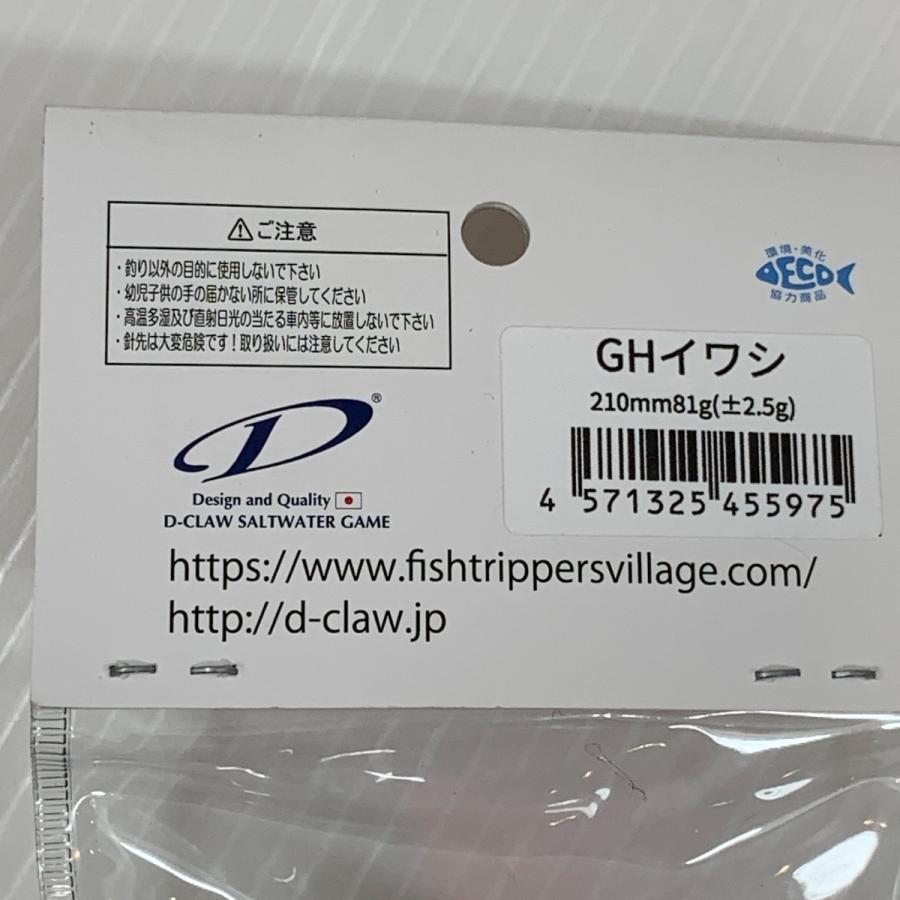 ⚠ご注意
・釣り以外の目的に使用しないで下さい
・幼児子供の手の届かない所に保管してください
・高温多湿及び直射日光の当たる車内等に放置しないで下さい
・針先は大変危険です！取り扱いには注意してください
環境・美化
ECO
協力商品
GHイワシ
210mm81g(±2.5g)
4 571325 455975
D®
Design and Quality
D-CLAW SALTWATER GAME
https://www.fishtrippersvillage.com/
http://d-claw.jp